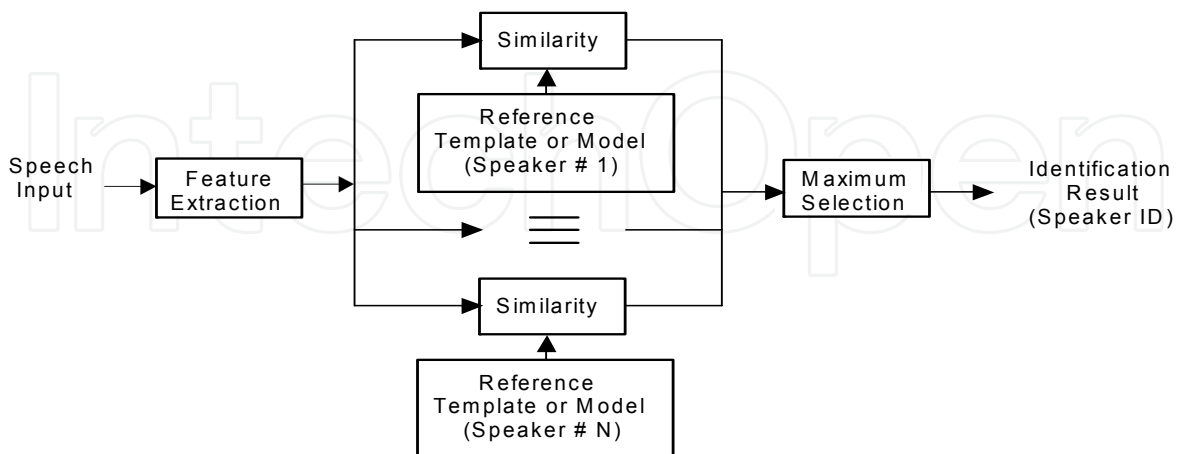 Similarity
Reference
Template or Model
(Speaker # 1)
Speech
Input
Feature
Extraction
Maximum
Selection
Identification
Result
(Speaker ID)
Similarity
Reference
Template or Model
(Speaker # N)
IntechOpen